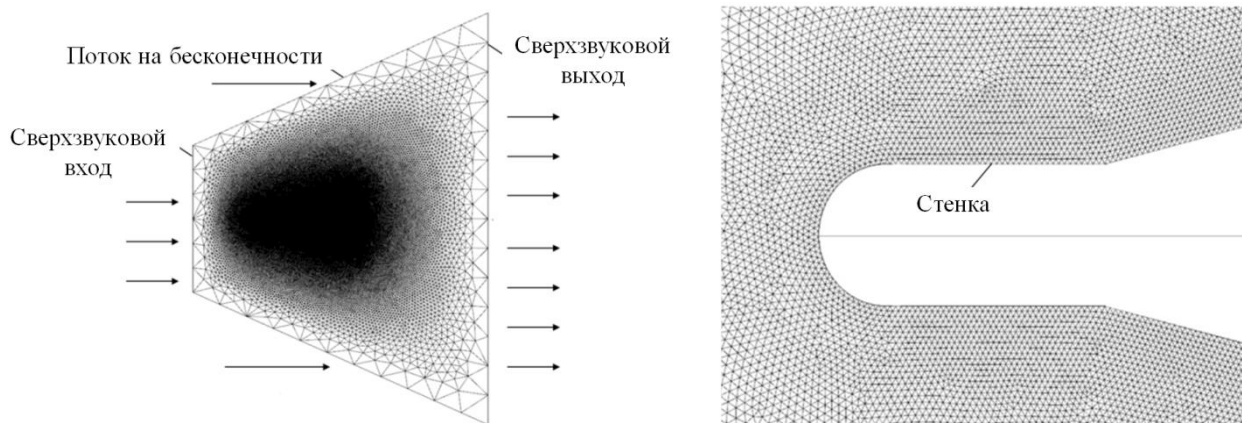 Поток на бесконечности
Сверхзвуковой
выход
Сверхзвуковой
вход
Стенка